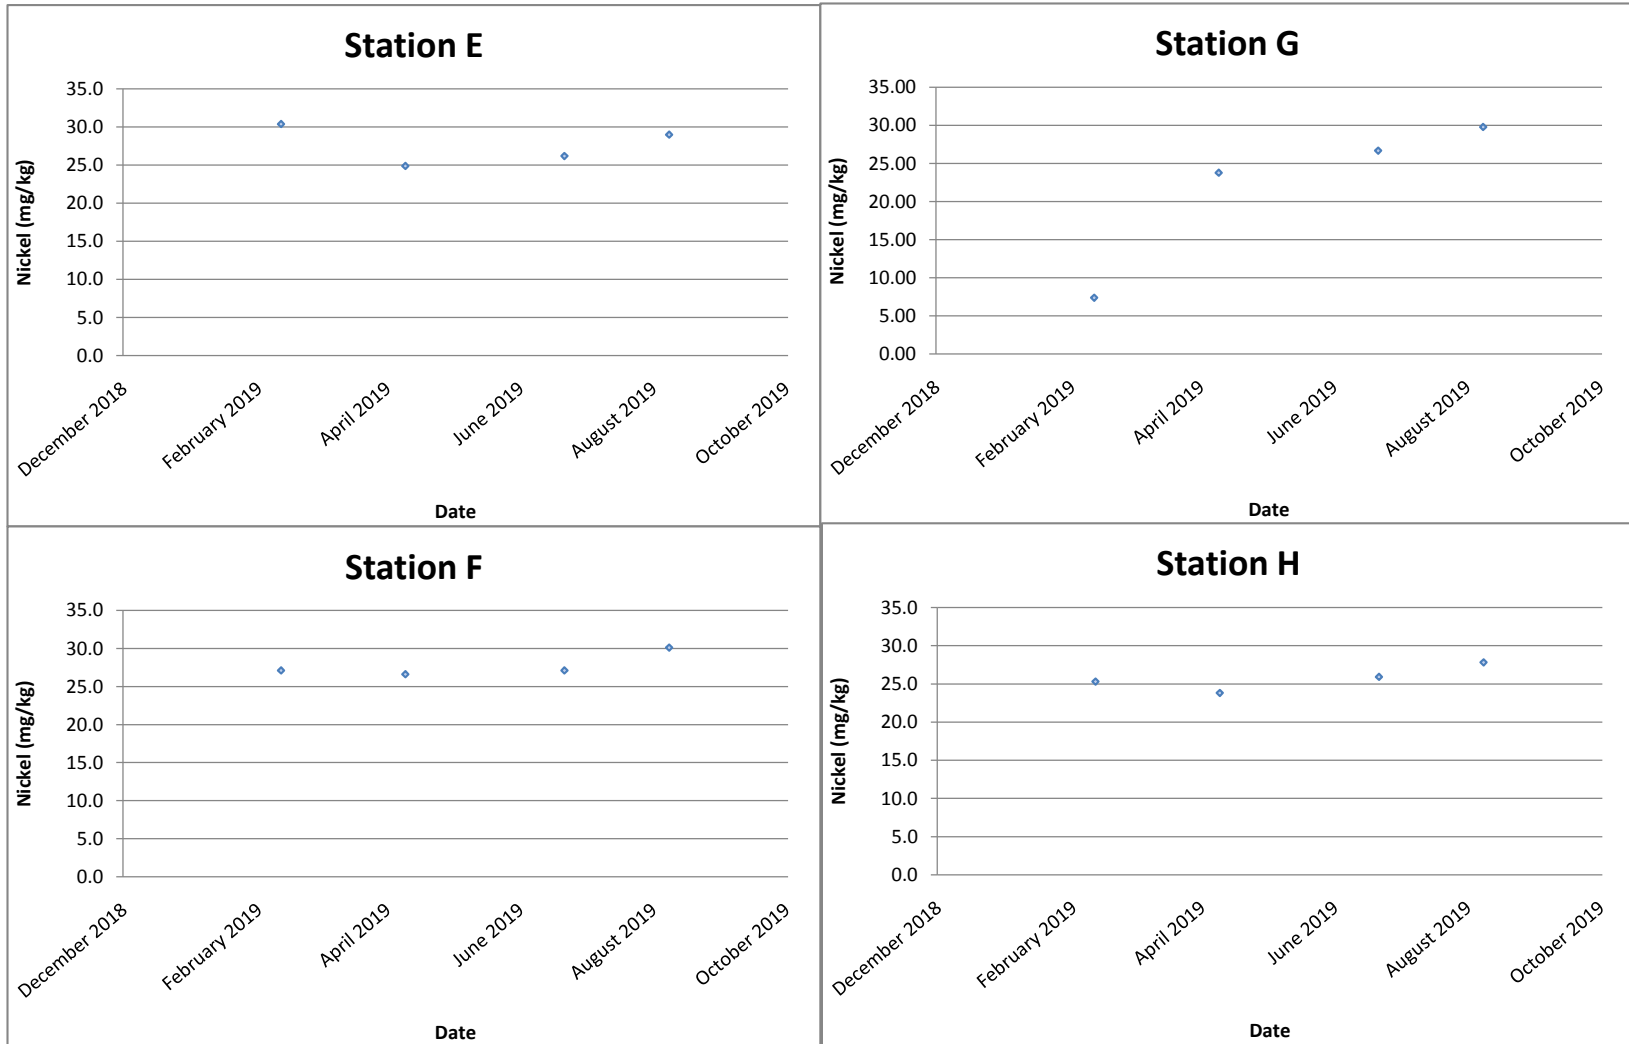 Station E
35.0
30.0
25.0
20.0
15.0
10.0
5.0
0.0
Nickel (mg/kg)
December 2018
February 2019
April 2019
June 2019
August 2019
October 2019
Date
Station G
35.00
30.00
25.00
20.00
15.00
10.00
5.00
0.00
Nickel (mg/kg)
December 2018
February 2019
April 2019
June 2019
August 2019
October 2019
Date
Station F
35.0
30.0
25.0
20.0
15.0
10.0
5.0
0.0
Nickel (mg/kg)
December 2018
February 2019
April 2019
June 2019
August 2019
October 2019
Date
Station H
35.0
30.0
25.0
20.0
15.0
10.0
5.0
0.0
Nickel (mg/kg)
December 2018
February 2019
April 2019
June 2019
August 2019
October 2019
Date